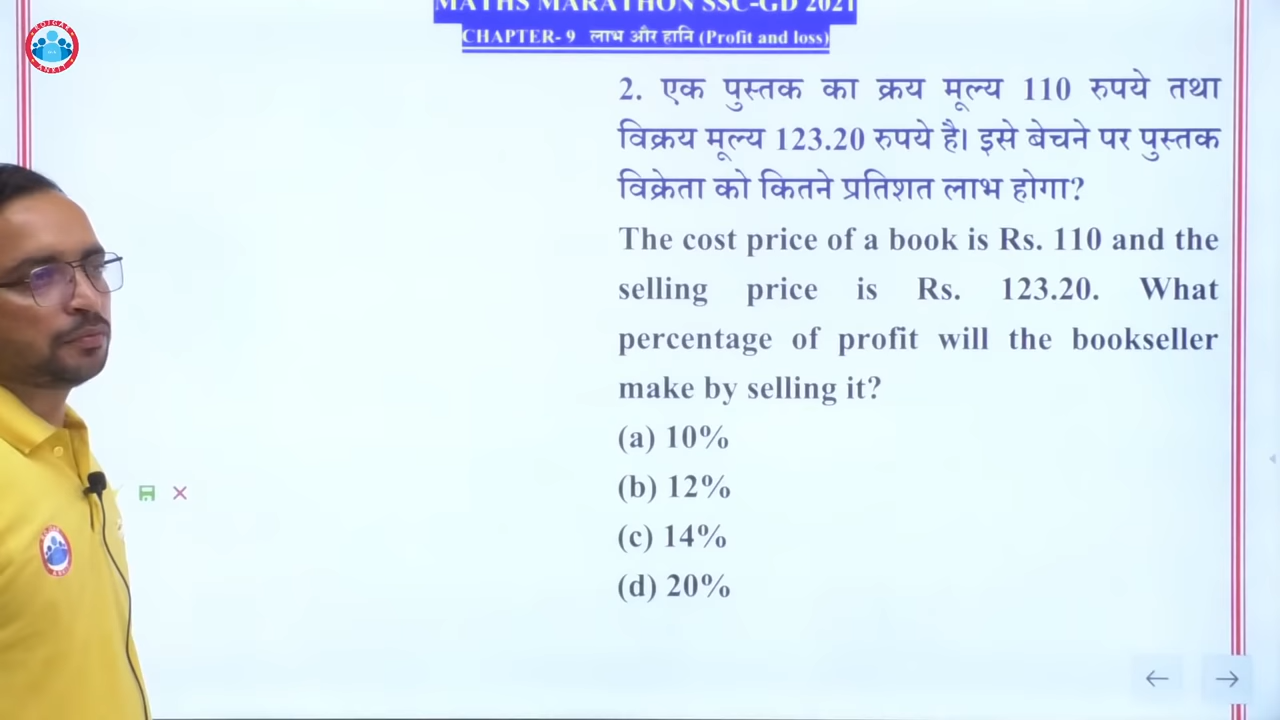 MATHS MARATHON SSC-GD 2021
CHAPTER- 9 लाभ और हानि (Profit and loss)
ROJGAR
ANKIT
2. एक पुस्तक का क्रय मूल्य 110 रुपये तथा
विक्रय मूल्य 123.20 रुपये है। इसे बेचने पर पुस्तक
विक्रेता को कितने प्रतिशत लाभ होगा?
The cost price of a book is Rs. 110 and the
selling price is Rs. 123.20. What
percentage of profit will the bookseller
make by selling it?
(a) 10%
(b) 12%
(c) 14%
(d) 20%